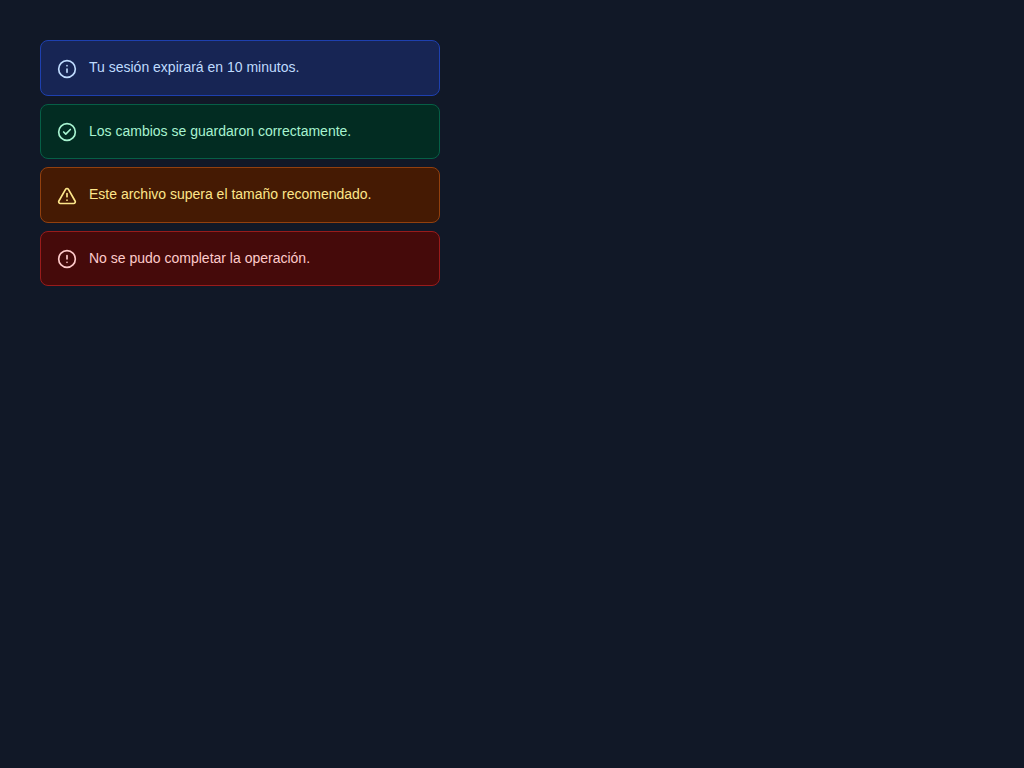 Tu sesión expirará en 10 minutos.
Los cambios se guardaron correctamente.
Este archivo supera el tamaño recomendado.
No se pudo completar la operación.